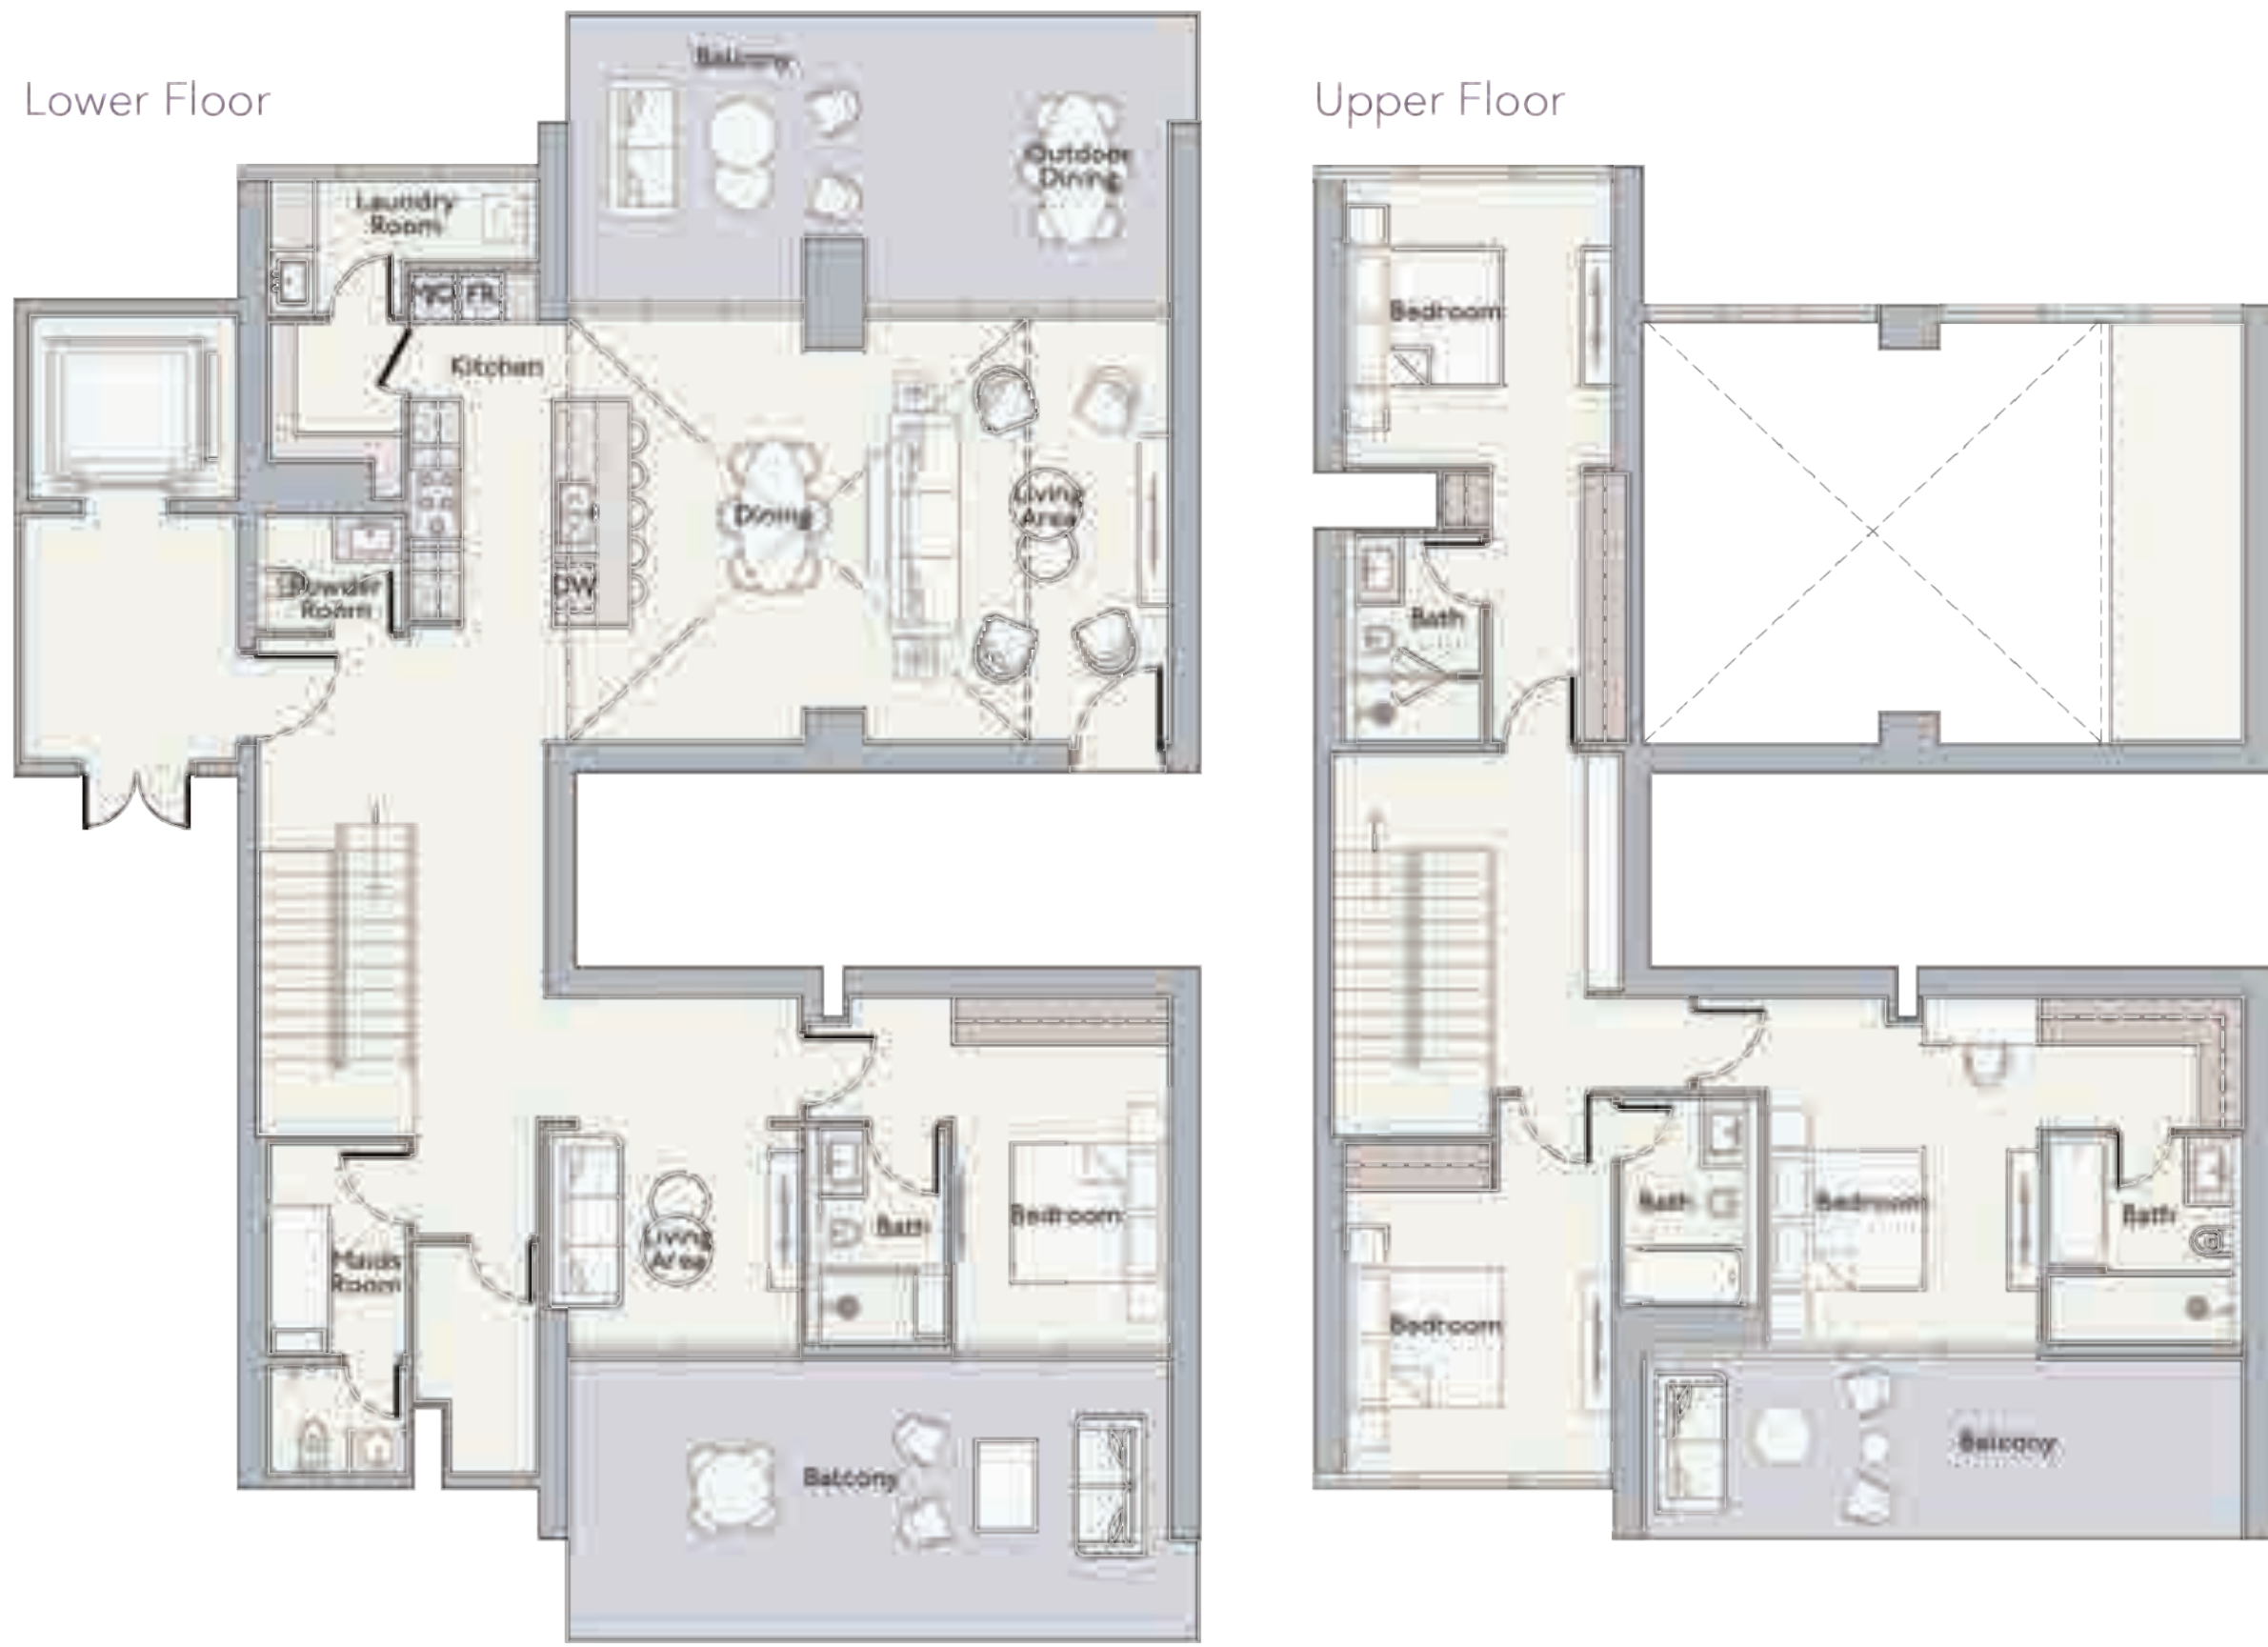 Lower Floor
Balcony
Outdoor
Dining
Laundry
Room
FR
Kitchen
Dining
Living
Area
Powder
Room
DW
Living
Area
Bath
Bedroom
Maids
Room
Balcony
Upper Floor
Bedroom
Bath
Bath
Bedroom
Bath
Bedroom
Balcony